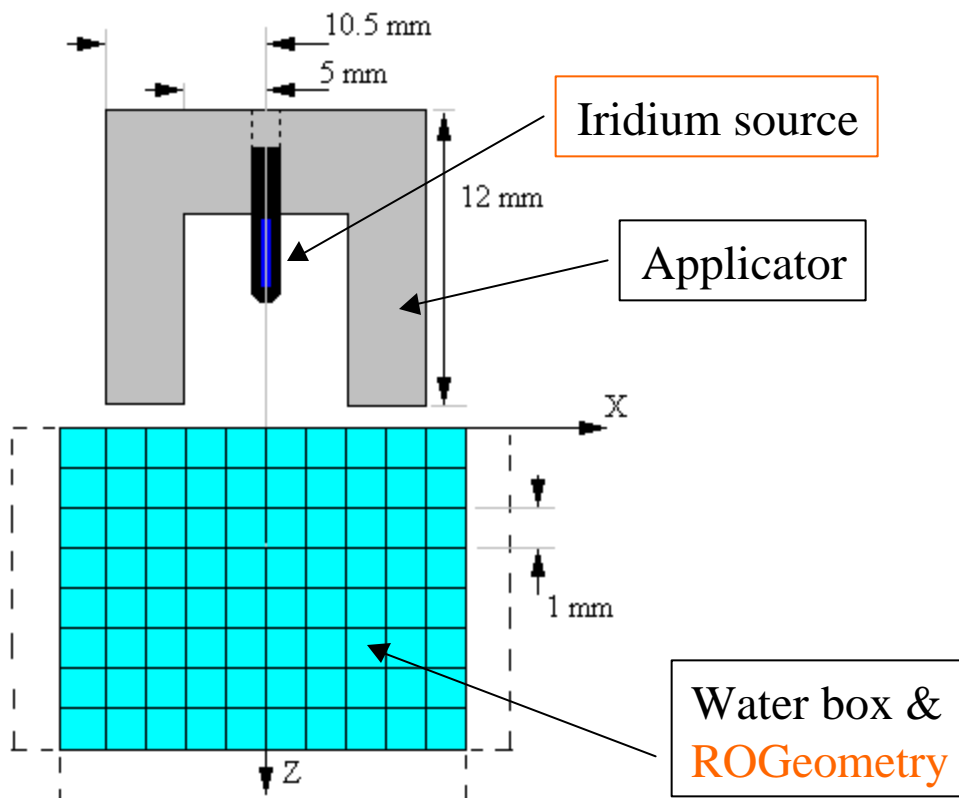 10.5 mm
5 mm
Iridium source
12 mm
Applicator
X
1 mm
Water box &
ROGeometry
Z